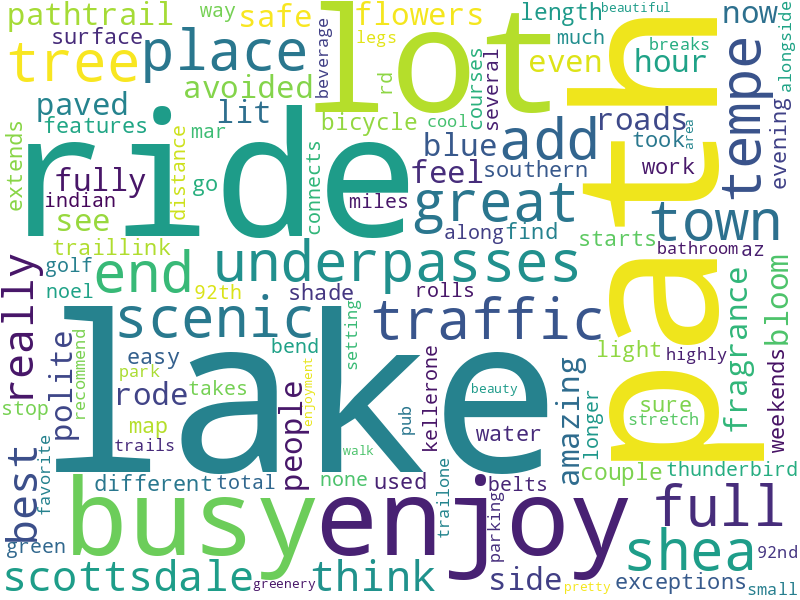 pathtrail
way
safe
flowers
length
beautiful
now
surface
lot
legs
much
breaks
alongside
tree
place
beverage
rd
courses
several
even
hour
path
tempe
avoided
paved
lit
bicycle
cool
roads
features
mar
blue
add
took
area
evening
extends
ride
distance
go
connects
fully
feel
southern
work
indian
miles
great
town
see
along
find
starts
bathroom
az
traillink
underpasses
golf
end
noel
92th
shade
rolls
really
scenic
traffic
fragrance
bloom
setting
light
highly
weekends
easy
bend
park
enjoyment
polite
recommend
takes
lake
kellerone
amazing
longer
beauty
stop
rode
sure
stretch
map
pub
water
favorite
trails
people
walk
best
none
couple
thunderbird
different
total
used
belts
trailone
parking
busy
enjoy
full
green
shea
92nd
scottsdale
greenery
think
side
pretty
exceptions
small